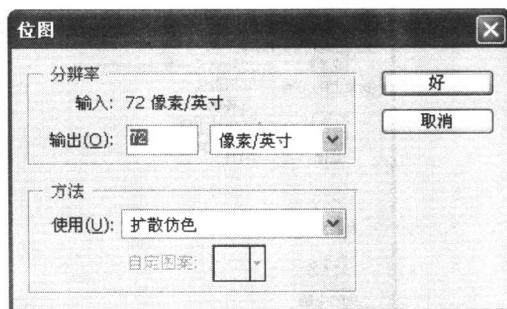 位图
分辨率
输入: 72 像素/英寸
好
输出(O): 72 像素/英寸
取消
方法
使用(U): 扩散仿色
自定图案: